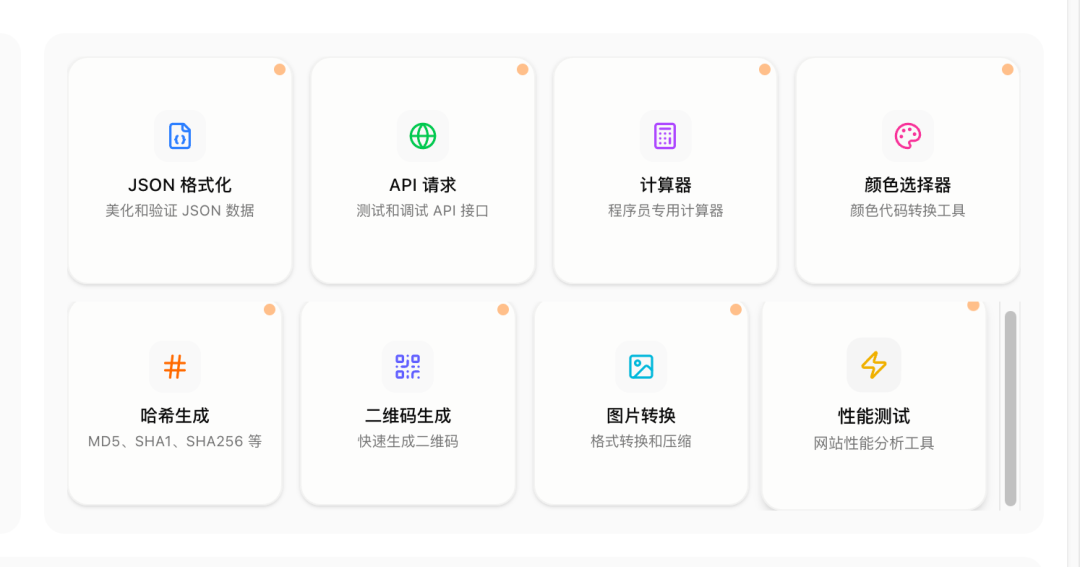 JSON 格式化
美化和验证 JSON 数据
API 请求
测试和调试 API 接口
计算器
程序员专用计算器
颜色选择器
颜色代码转换工具
哈希生成
MD5、SHA1、SHA256 等
二维码生成
快速生成二维码
图片转换
格式转换和压缩
性能测试
网站性能分析工具